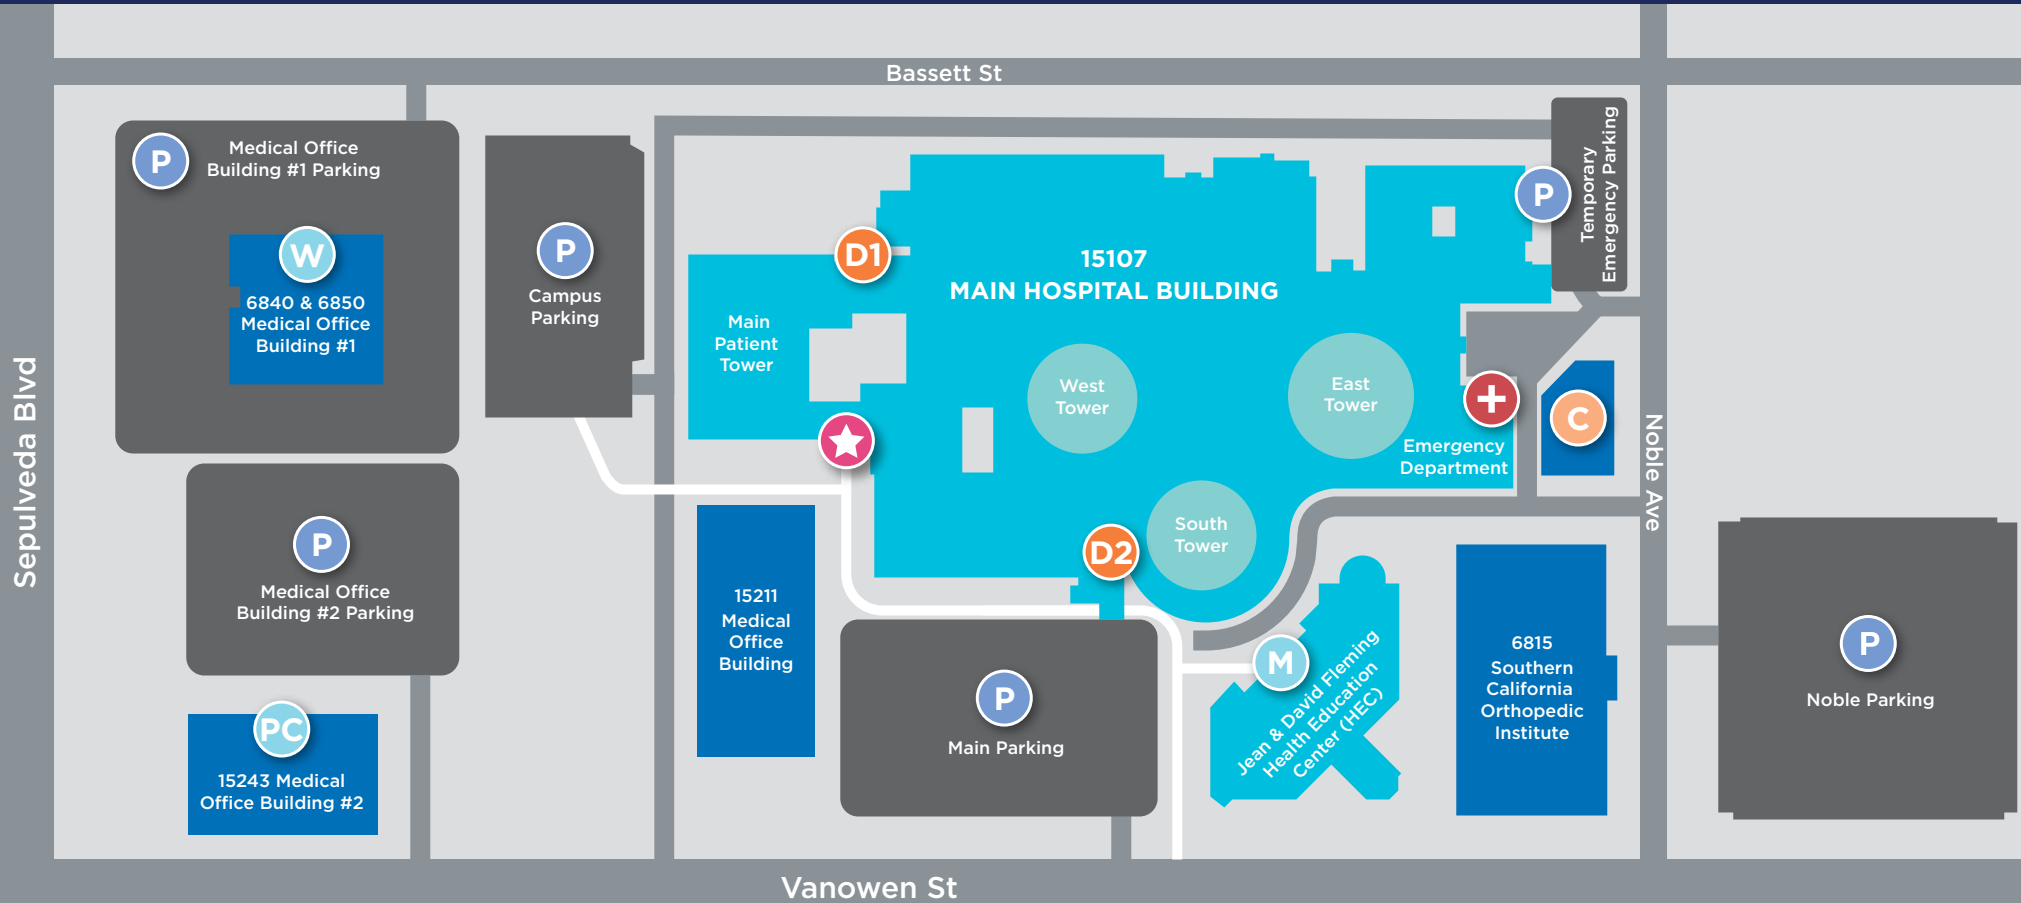 Bassett St
P
Medical Office
Building #1 Parking
W
6840 & 6850
Medical Office
Building #1
P
Campus
Parking
D1
15107
MAIN HOSPITAL BUILDING
Main
Patient
Tower
West
Tower
East
Tower
South
Tower
P
Temporary
Emergency Parking
Emergency
Department
C
Sepulveda Blvd
Noble Ave
P
Medical Office
Building #2 Parking
D2
15211
Medical
Office
Building
M
Jean & David Fleming
Health Education
Center (HEC)
6815
Southern
California
Orthopedic
Institute
P
Noble Parking
P
Main Parking
PC
15243 Medical
Office Building #2
Vanowen St